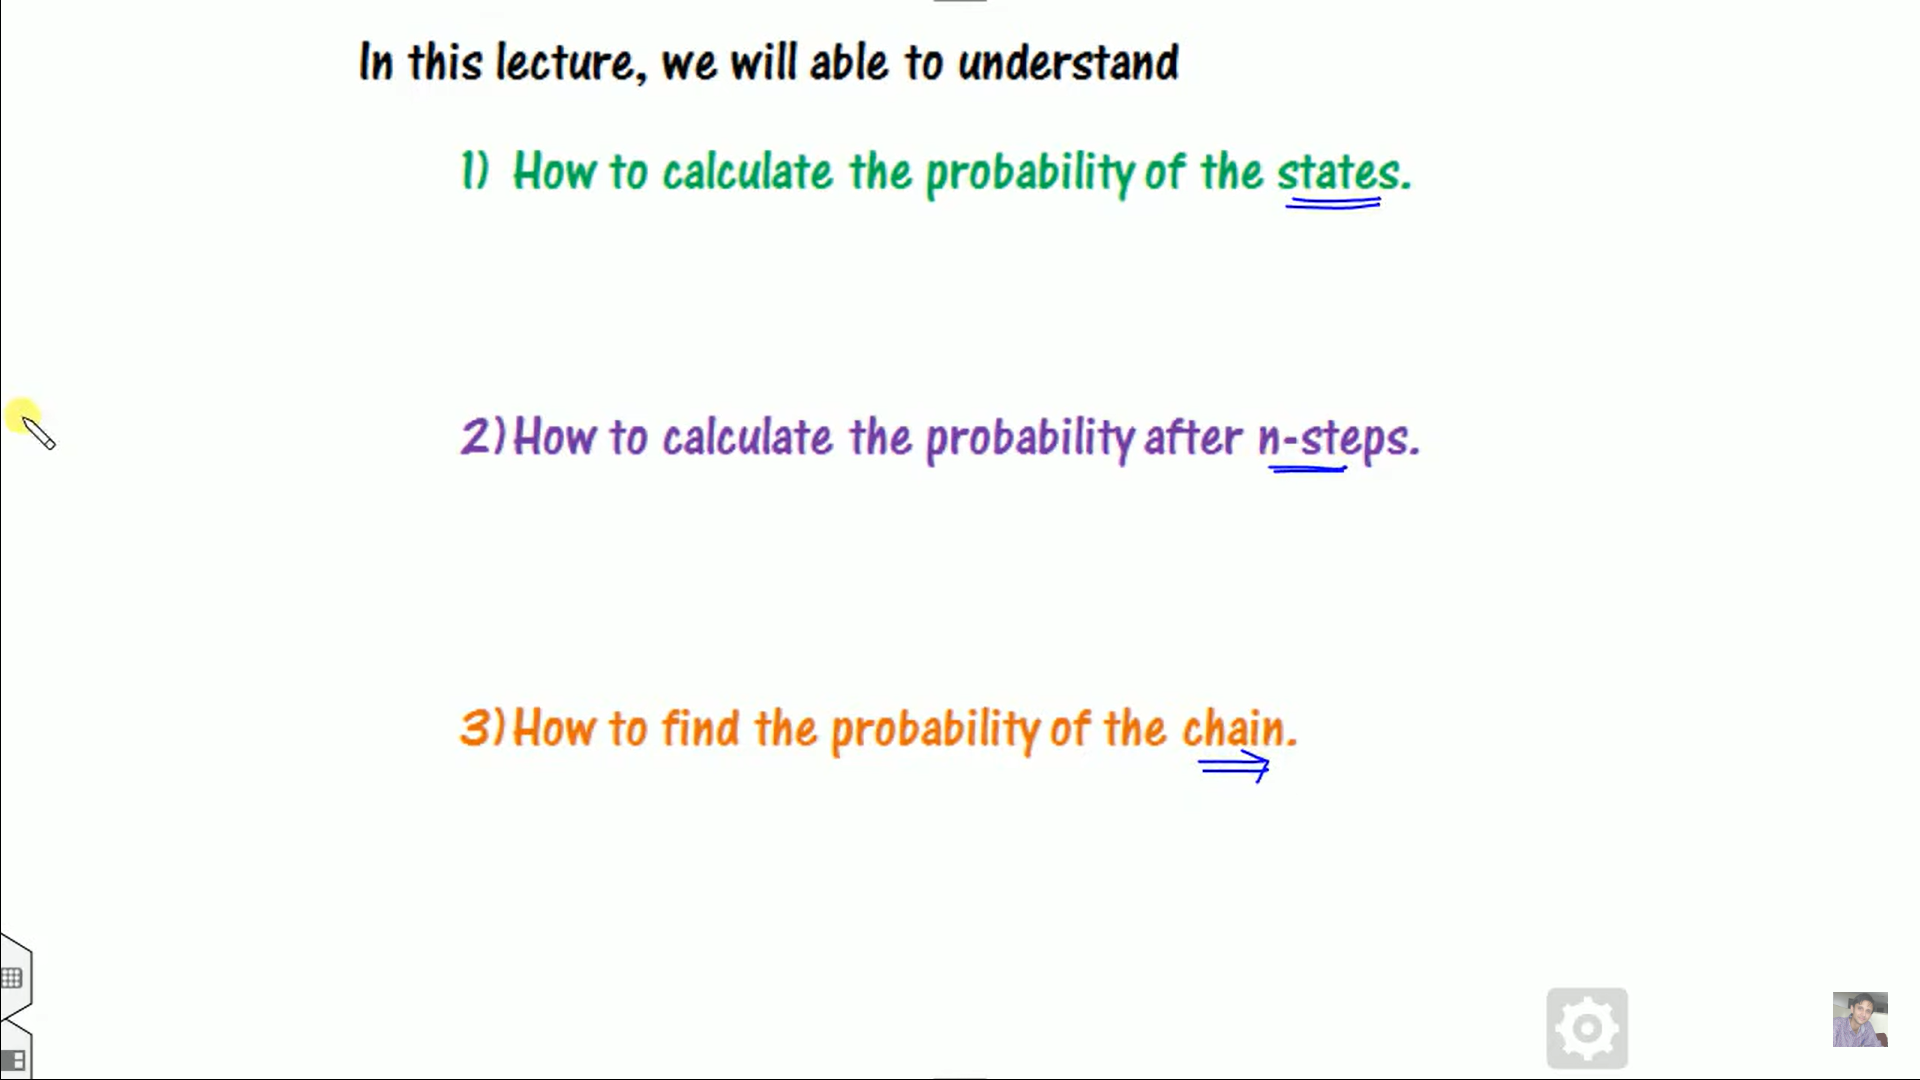 In this lecture, we will able to understand
1) How to calculate the probability of the states.
2) How to calculate the probability after n-steps.
3) How to find the probability of the chain.